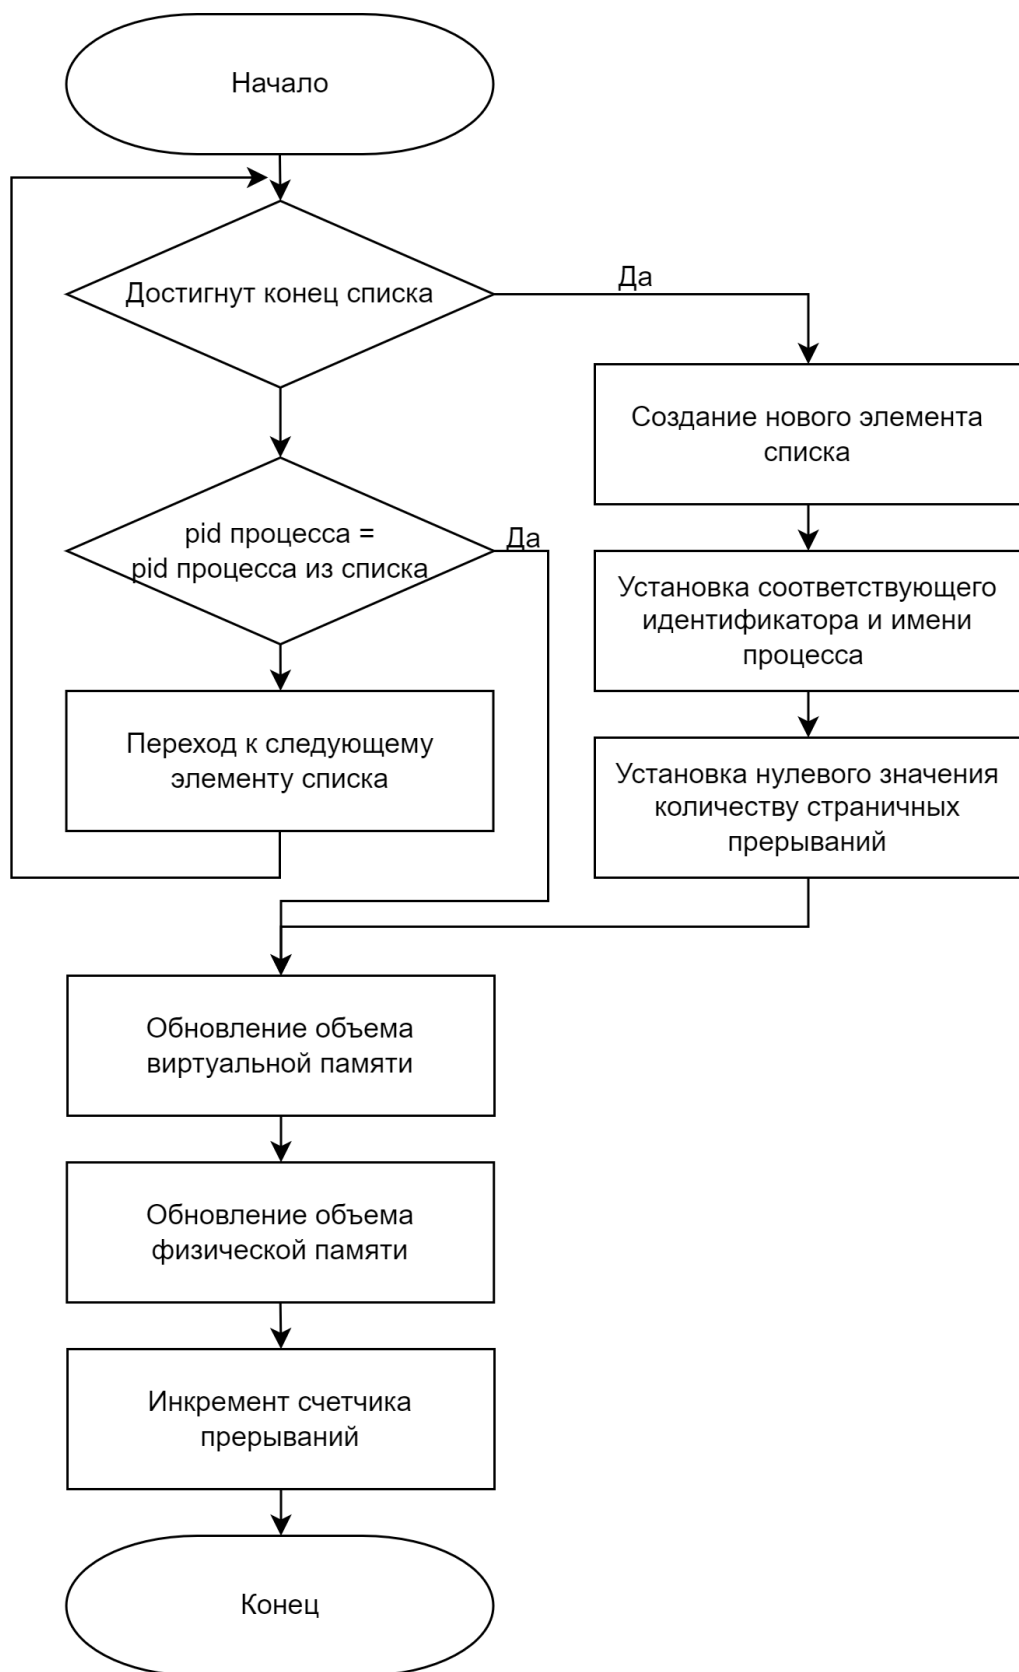 Начало
Достигнут конец списка
Да
Создание нового элемента
списка
pid процесса =
pid процесса из списка
Да
Установка соответствующего
идентификатора и имени
процесса
Переход к следующему
элементу списка
Установка нулевого значения
количеству страничных
прерываний
Обновление объема
виртуальной памяти
Обновление объема
физической памяти
Инкремент счетчика
прерываний
Конец